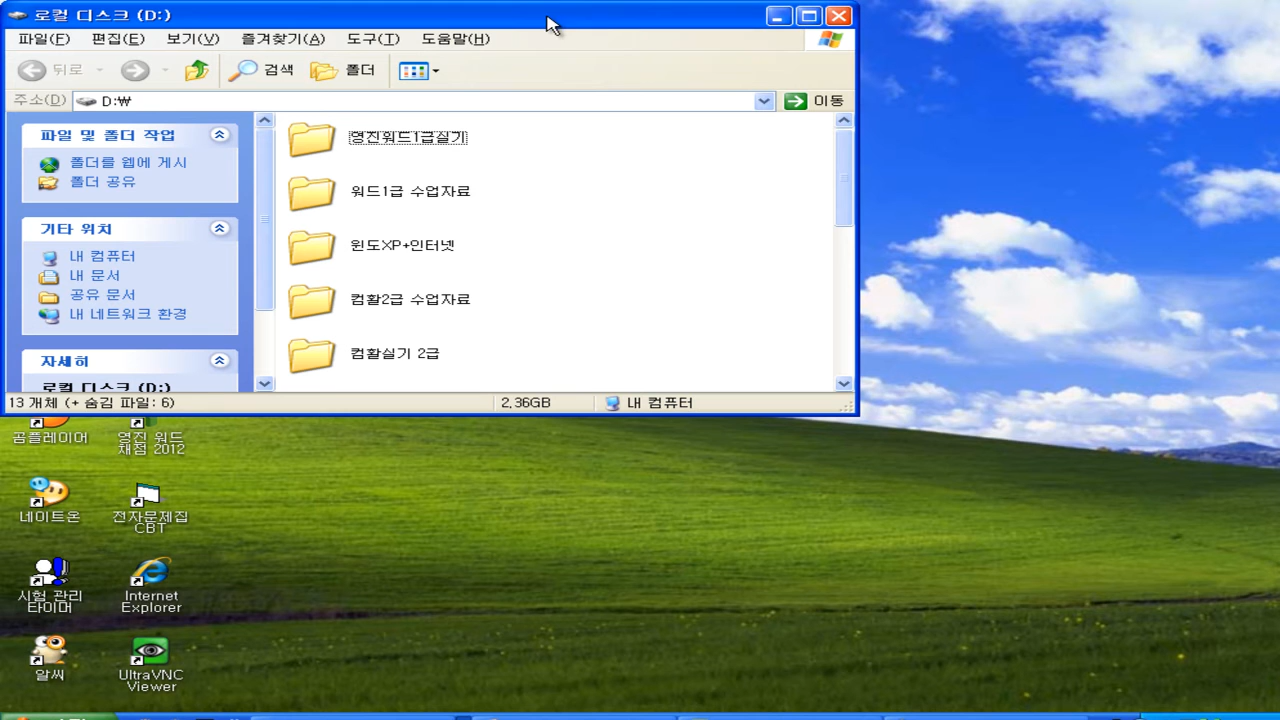 로컬 디스크 (D:)
파일(F) 편집(E) 보기(V) 즐겨찾기(A) 도구(T) 도움말(H)
뒤로 검색 폴더
주소(D) D:₩ 이동
파일 및 폴더 작업
폴더를 웹에 게시
폴더 공유
기타 위치
내 컴퓨터
내 문서
공유 문서
내 네트워크 환경
자세히
로컬 디스크 (D:)
영진워드1급실기
워드1급 수업자료
윈도XP+인터넷
컴활2급 수업자료
컴활실기 2급
13 개체 (+ 숨김 파일: 6) 2,36GB 내 컴퓨터
곰플레이머
영진 워드
채점 2012
네이트온
전자문제집
CBT
시험 관리
타이머
Internet
Explorer
알씨
UltraVNC
Viewer